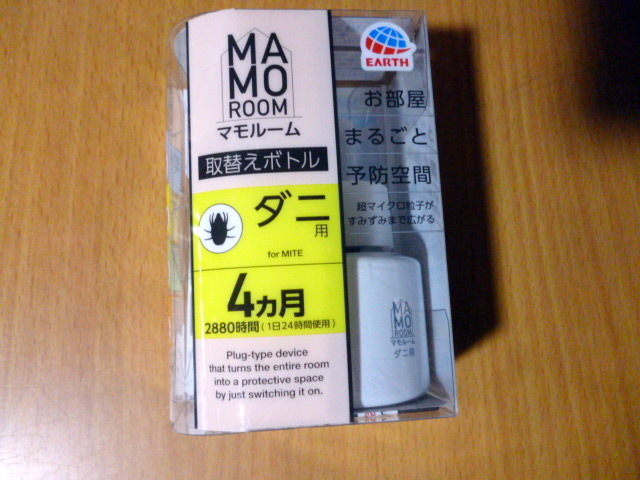 MA
MO
ROOM
マモルーム
取替えボトル
ダニ
用
for MITE
4ヵ月
2880時間(1日24時間使用)
Plug-type device
that turns the entire room
into a protective space
by just switching it on.
EARTH
お部屋
まるごと
予防空間
超マイクロ粒子が
すみずみまで広がる
MA
MO
ROOM
マモルーム
ダニ用